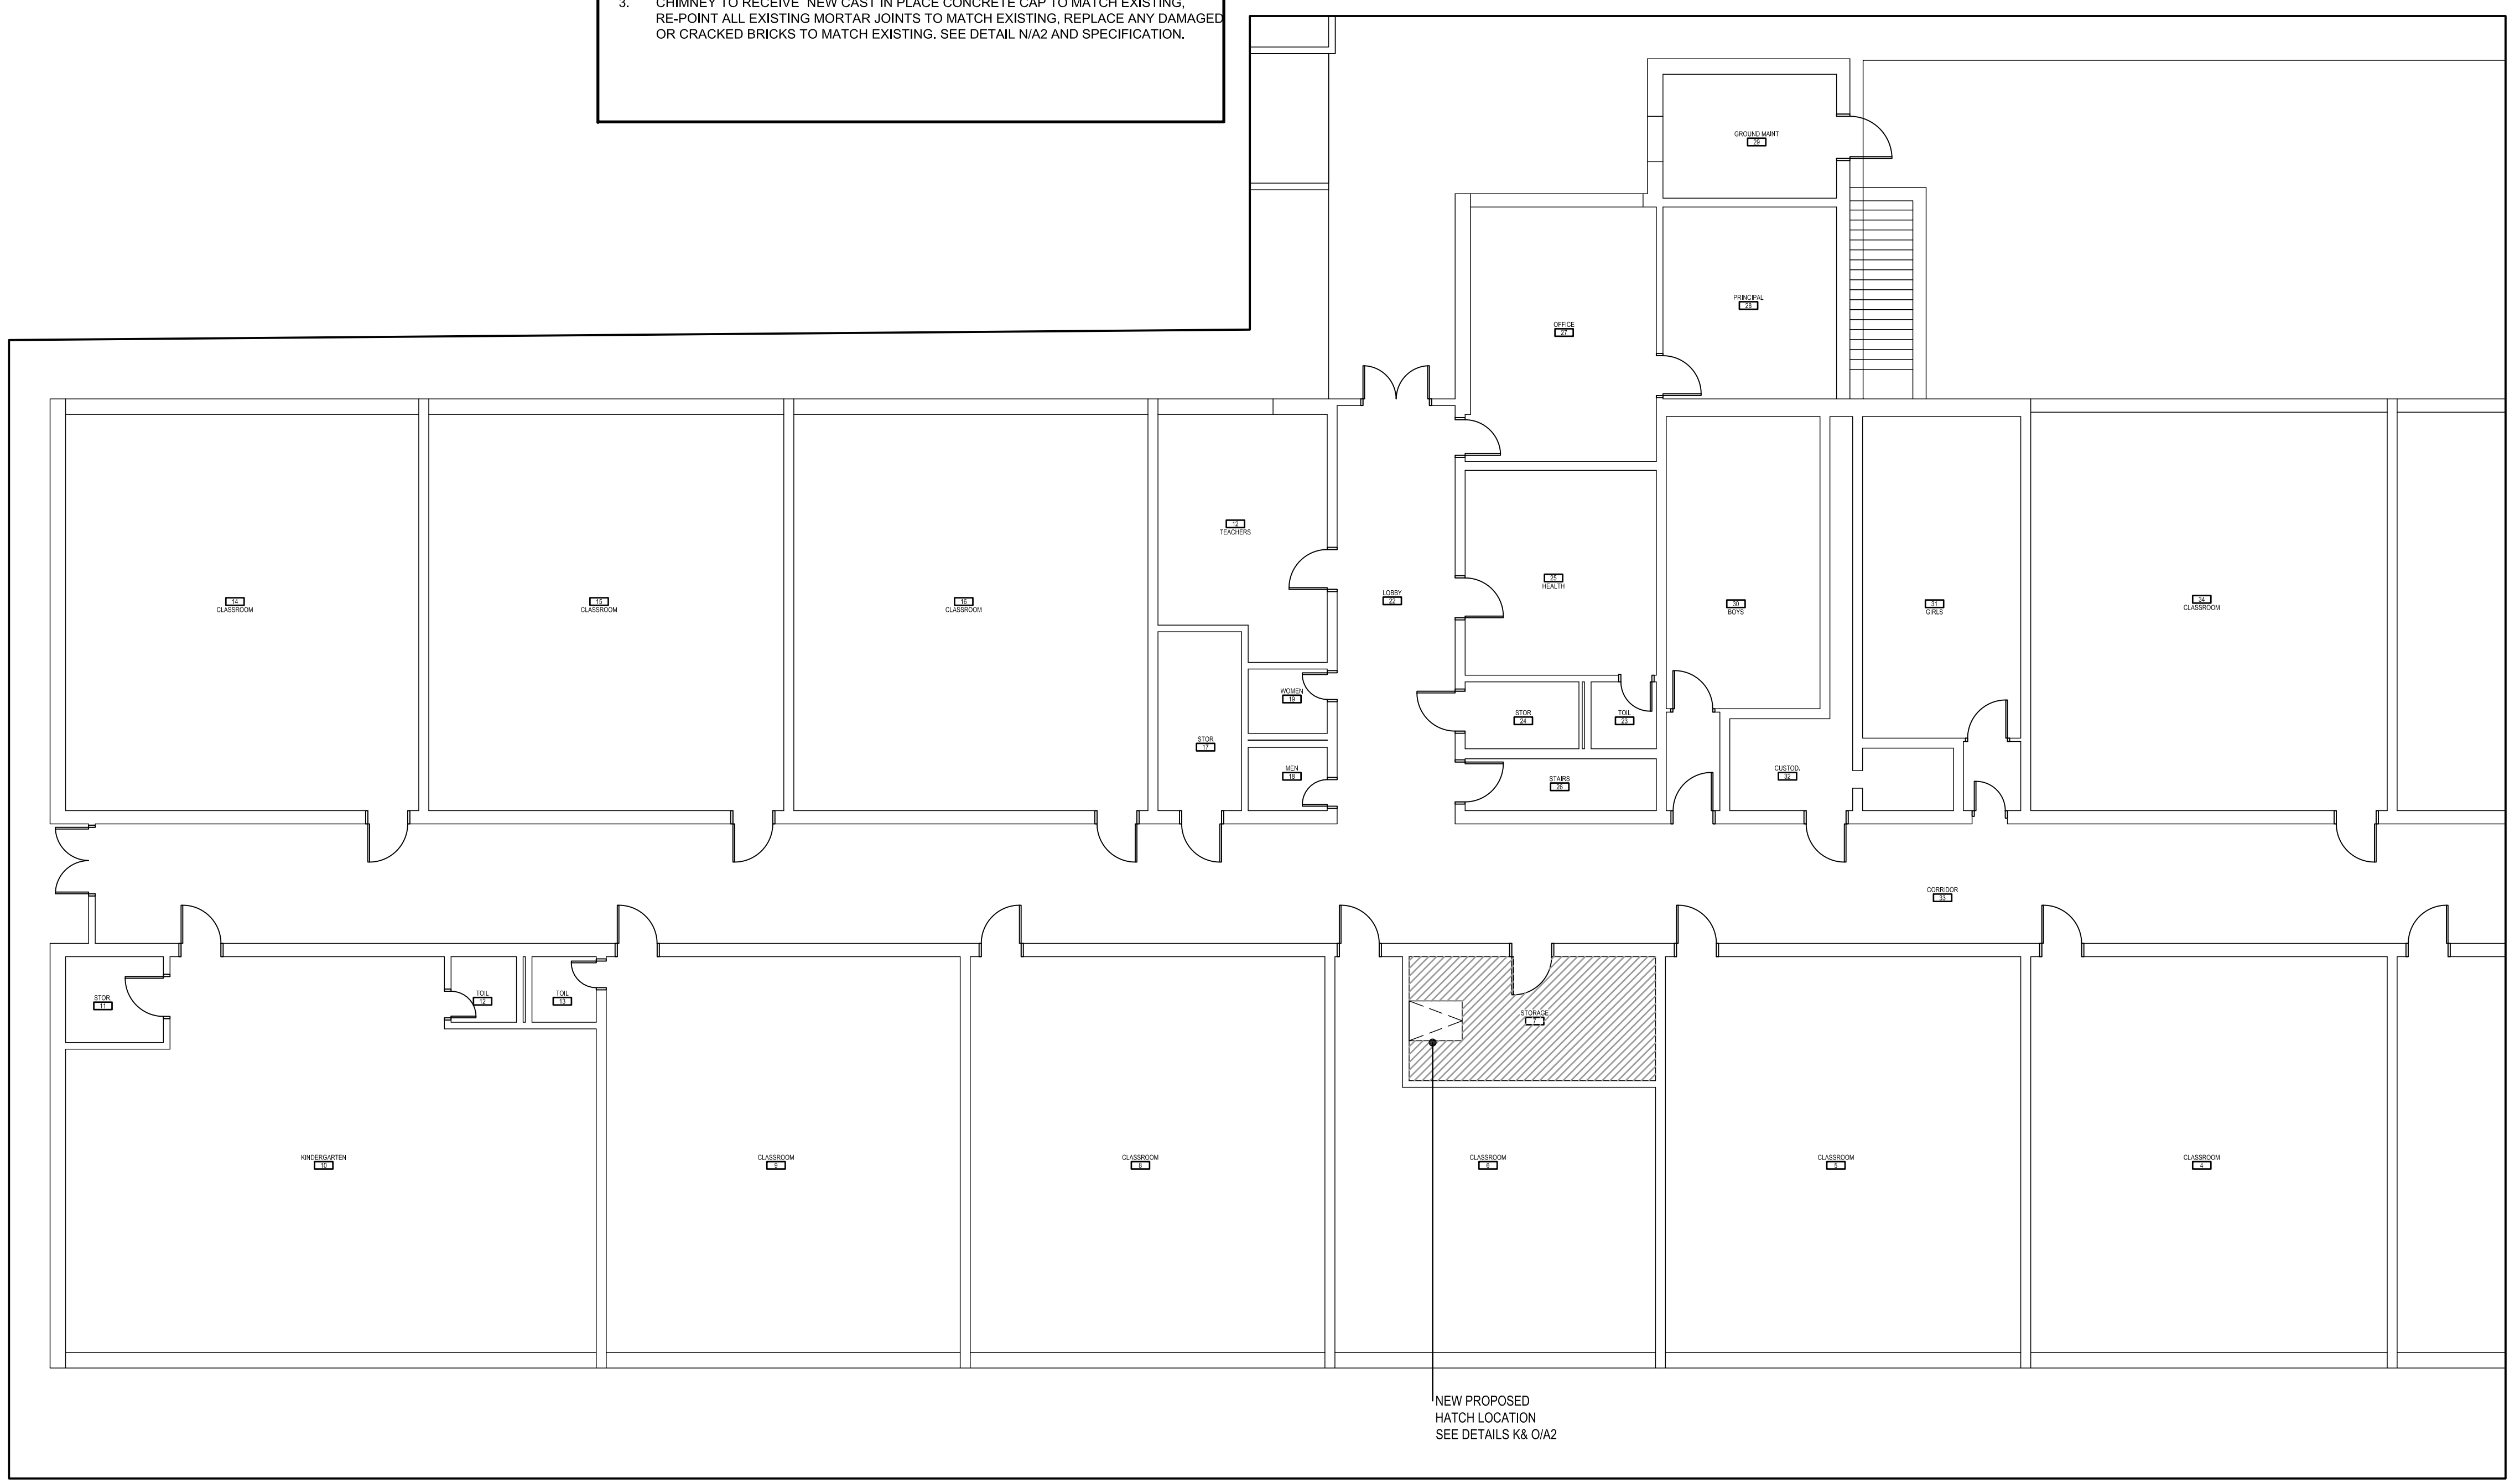 3. CHIMNEY TO RECEIVE NEW CAST IN PLACE CONCRETE CAP TO MATCH EXISTING,
RE-POINT ALL EXISTING MORTAR JOINTS TO MATCH EXISTING, REPLACE ANY DAMAGED
OR CRACKED BRICKS TO MATCH EXISTING. SEE DETAIL N/A2 AND SPECIFICATION.
GROUND MAINT
29
PRINCIPAL
28
OFFICE
27
12
TEACHERS
25
HEALTH
LOBBY
22
14
CLASSROOM
15
CLASSROOM
16
CLASSROOM
30
BOYS
31
GIRLS
34
CLASSROOM
WOMEN
19
STOR
24
TOIL
23
STOR
17
MEN
18
STAIRS
26
CUSTOD.
32
CORRIDOR
33
STOR.
11
TOIL
12
TOIL
13
STORAGE
7
KINDERGARTEN
10
CLASSROOM
9
CLASSROOM
8
CLASSROOM
6
CLASSROOM
5
CLASSROOM
4
NEW PROPOSED
HATCH LOCATION
SEE DETAILS K& O/A2